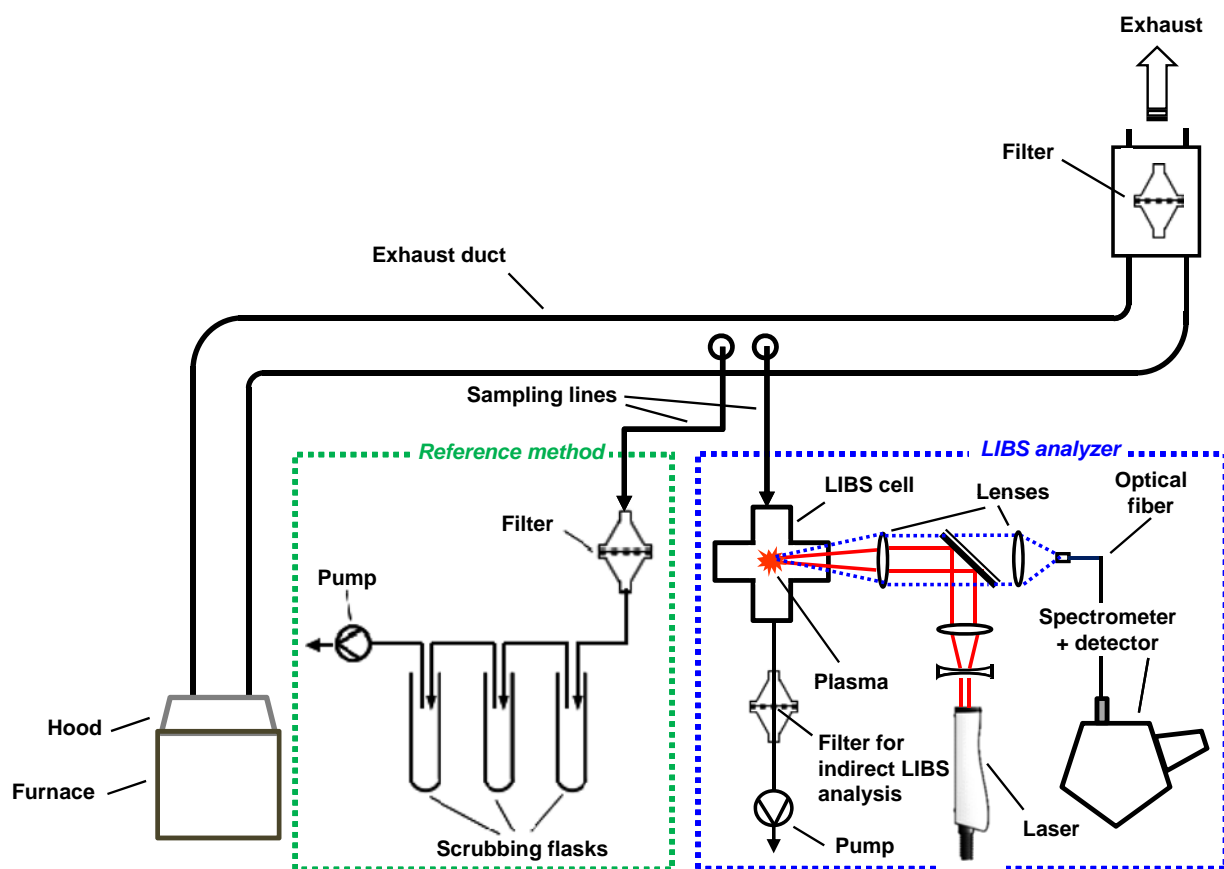 Exhaust
Filter
Exhaust duct
Sampling lines
Reference method
LIBS analyzer
LIBS cell
Lenses
Optical
fiber
Filter
Pump
Spectrometer
+ detector
Plasma
Hood
Filter for
indirect LIBS
analysis
Furnace
Laser
Scrubbing flasks
Pump